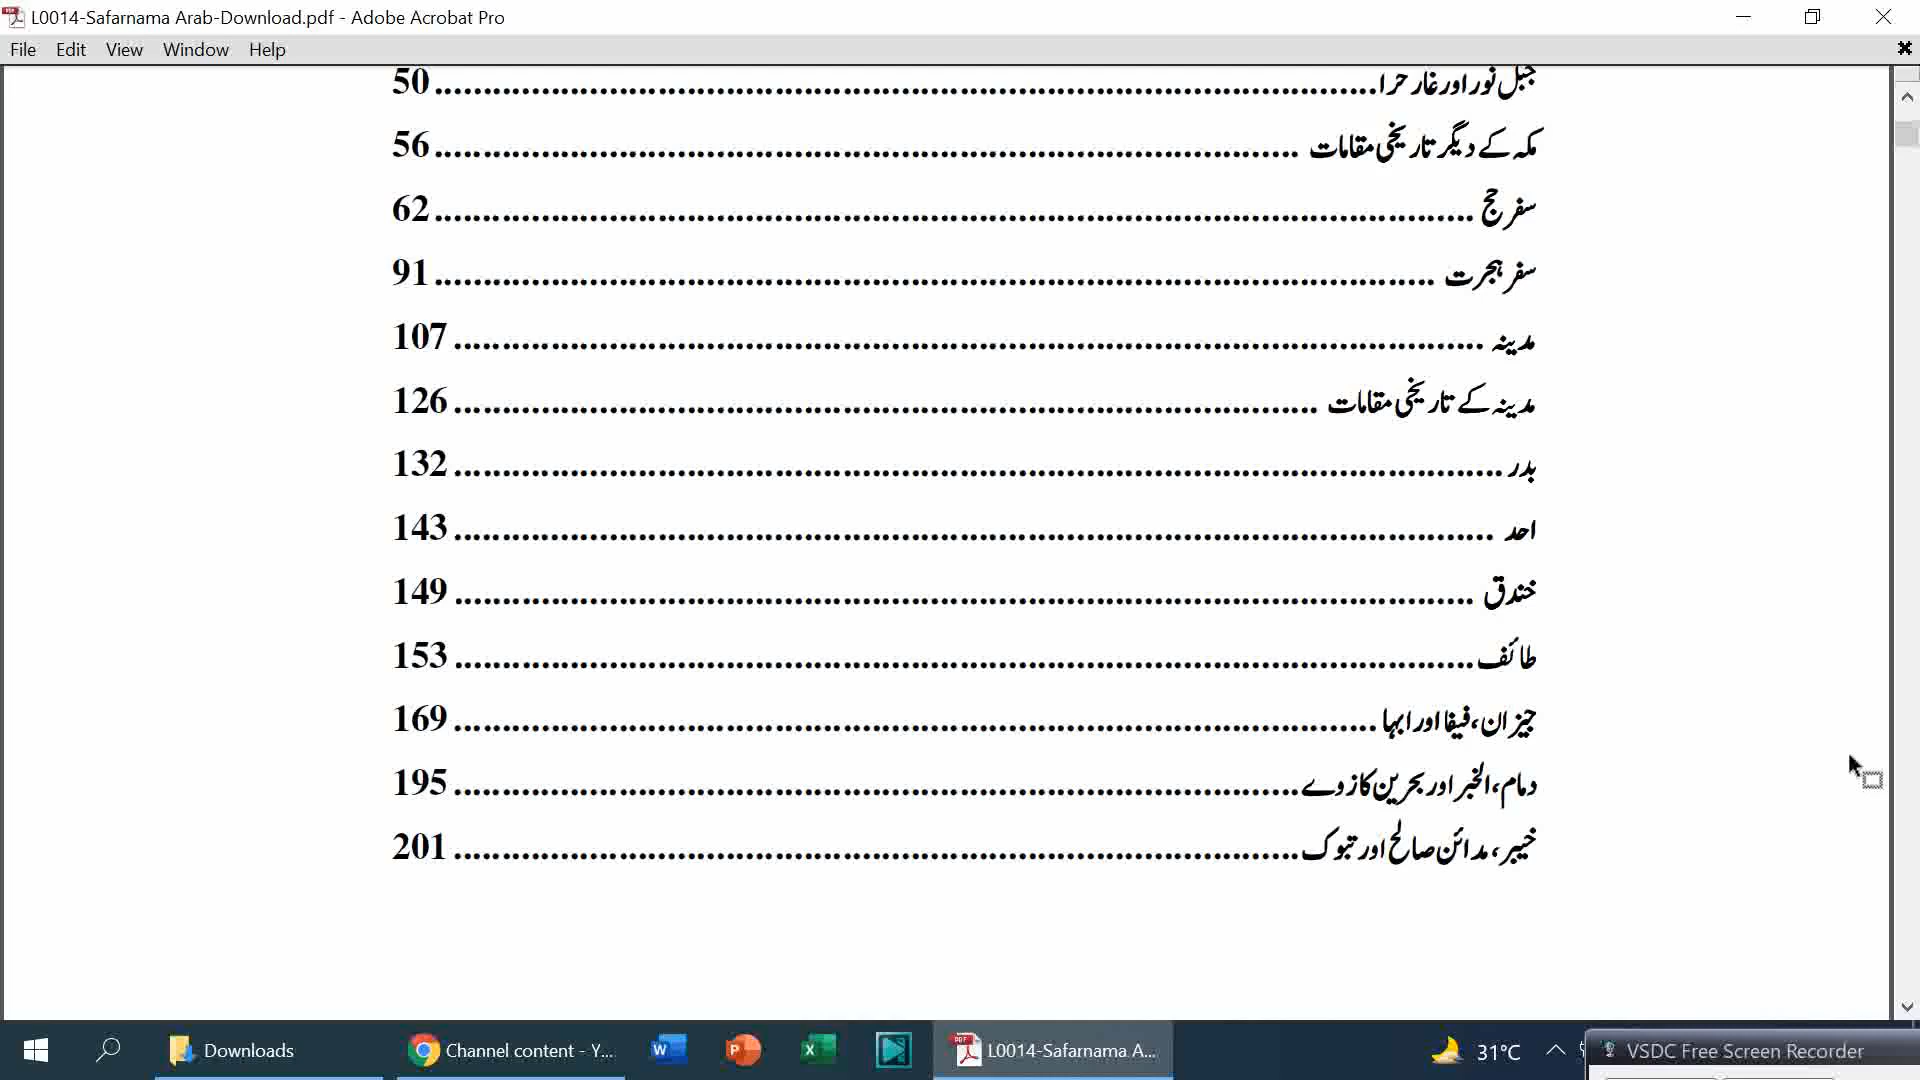 L0014-Safarnama Arab-Download.pdf - Adobe Acrobat Pro
File Edit View Window Help
جبل نور اور غار حرا 50
مکہ کے دیگر تاریخی مقامات 56
سفر حج 62
سفر ہجرت 91
مدینہ 107
مدینہ کے تاریخی مقامات 126
بدر 132
احد 143
خندق 149
طائف 153
جیزان، فیفا اور ابہا 169
دمام، الخبر اور بحرین کازوے 195
خیبر، مدائن صالح اور تبوک 201
Downloads Channel content - Y... L0014-Safarnama A... 31°C VSDC Free Screen Recorder